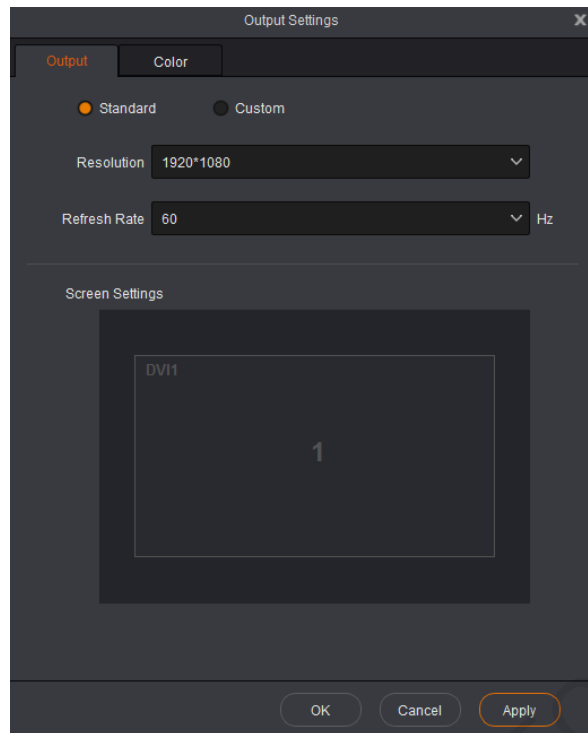 Output Settings
Output Color
Standard Custom
Resolution 1920*1080
Refresh Rate 60 Hz
Screen Settings
DVI1
1
OK Cancel Apply